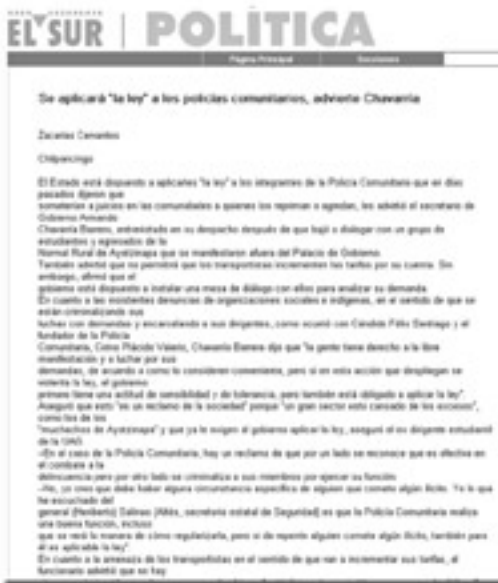 EL SUR | POLÍTICA
Página Principal Secciones
Se aplicará "la ley" a los policías comunitarios, advierte Chavarría
Zacarías Cervantes
Chilpancingo
El Estado está dispuesto a aplicarles "la ley" a los integrantes de la Policía Comunitaria que en días
pasados dijeron que
someterían a juicios en las comunidades a quienes los repriman o agredan, les advirtió el secretario de
Gobierno Armando
Chavarría Barrera, entrevistado en su despacho después de que bajó a dialogar con un grupo de
estudiantes y egresados de la
Normal Rural de Ayotzinapa que se manifestaron afuera del Palacio de Gobierno.
También advirtió que no permitirá que los transportistas incrementen las tarifas por su cuenta. Sin
embargo, afirmó que el
gobierno está dispuesto a instalar una mesa de diálogo con ellos para analizar su demanda.
En cuanto a las insistentes denuncias de organizaciones sociales e indígenas, en el sentido de que se
están criminalizando sus
luchas con demandas y encarcelando a sus dirigentes, como ocurrió con Cándido Félix Santiago y el
fundador de la Policía
Comunitaria, Cirino Plácido Valerio, Chavarría Barrera dijo que "la gente tiene derecho a la libre
manifestación y a luchar por sus
demandas, de acuerdo a como lo consideren conveniente, pero si en esta acción que despliegan se
violenta la ley, el gobierno
primero tiene una actitud de sensibilidad y de tolerancia, pero también está obligado a aplicar la ley".
Aseguró que esto "es un reclamo de la sociedad" porque "un gran sector está cansado de los excesos",
como los de los
"muchachos de Ayotzinapa" y que ya le exigen al gobierno aplicar la ley, aseguró el ex dirigente estudiantil
de la UAG.
–En el caso de la Policía Comunitaria, hay un reclamo de que por un lado se reconoce que es efectiva en
el combate a la
delincuencia pero por otro lado se criminaliza a sus miembros por ejercer su función.
–No, yo creo que debe haber alguna circunstancia específica de alguien que cometa algún ilícito. Yo lo que
he escuchado del
general (Heriberto) Salinas (Altés, secretario estatal de Seguridad) es que la Policía Comunitaria realiza
una buena función, incluso
que se verá la manera de cómo regularizarla, pero si de repente alguien comete algún ilícito, también para
él es aplicable la ley"
En cuanto a la amenaza de los transportistas en el sentido de que van a incrementar sus tarifas, el
funcionario advirtió que no hay